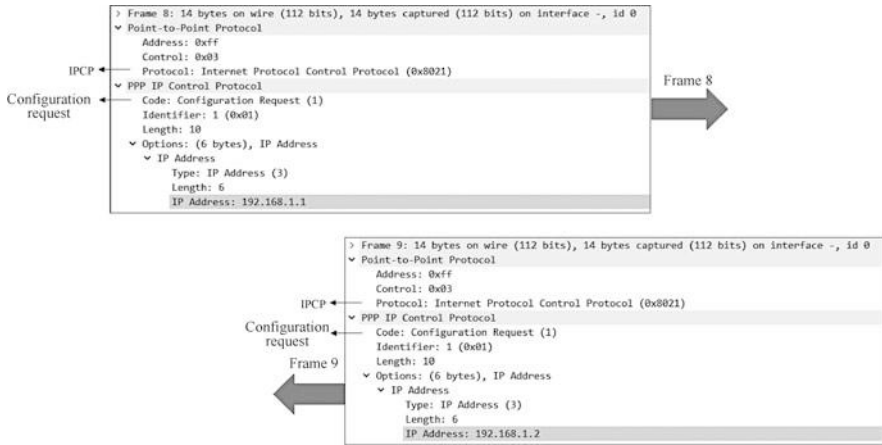 > Frame 8: 14 bytes on wire (112 bits), 14 bytes captured (112 bits) on interface -, id 0
Point-to-Point Protocol
Address: 0xff
Control: 0x03
IPCP
Protocol: Internet Protocol Control Protocol (0x8021)
PPP IP Control Protocol
Configuration request
Code: Configuration Request (1)
Identifier: 1 (0x01)
Length: 10
Options: (6 bytes), IP Address
IP Address
Type: IP Address (3)
Length: 6
IP Address: 192.168.1.1
Frame 8
> Frame 9: 14 bytes on wire (112 bits), 14 bytes captured (112 bits) on interface -, id 0
Point-to-Point Protocol
Address: 0xff
Control: 0x03
IPCP
Protocol: Internet Protocol Control Protocol (0x8021)
PPP IP Control Protocol
Configuration
request
Code: Configuration Request (1)
Identifier: 1 (0x01)
Length: 10
Frame 9
Options: (6 bytes), IP Address
IP Address
Type: IP Address (3)
Length: 6
IP Address: 192.168.1.2